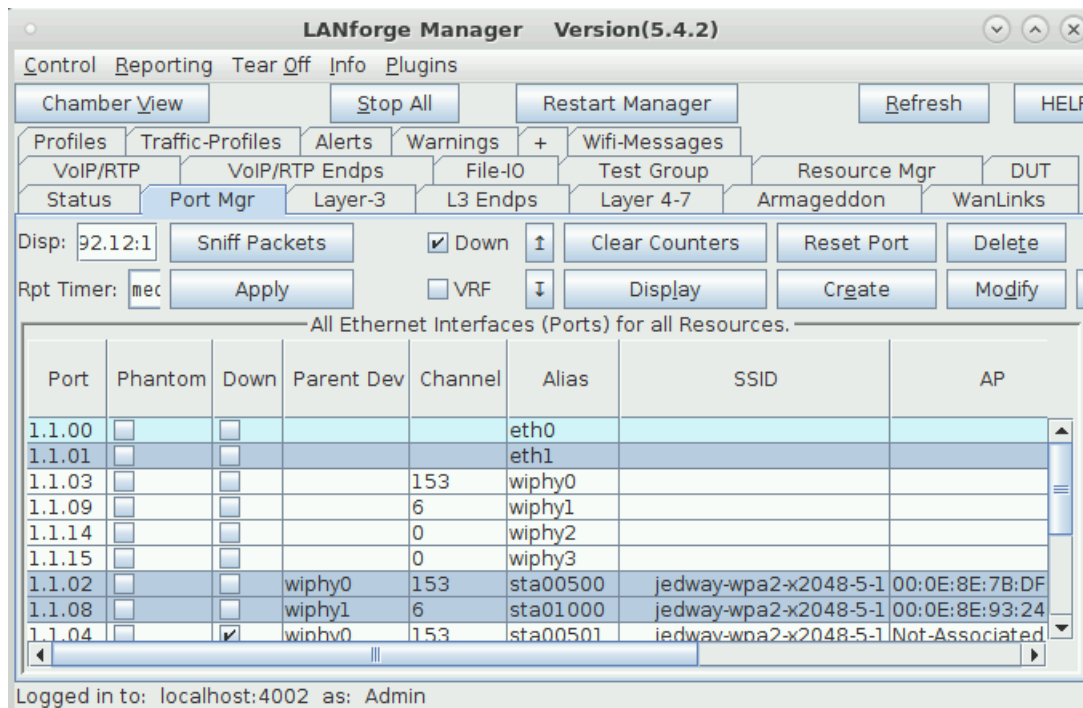 LANforge Manager Version(5.4.2)
Control Reporting Tear Off Info Plugins
Chamber View Stop All Restart Manager Refresh HELP
Profiles Traffic-Profiles Alerts Warnings + Wifi-Messages
VoIP/RTP VoIP/RTP Endps File-IO Test Group Resource Mgr DUT
Status Port Mgr Layer-3 L3 Endps Layer 4-7 Armageddon WanLinks
Disp: 92.12:1 Sniff Packets Down Clear Counters Reset Port Delete
Rpt Timer: med Apply VRF Display Create Modify
All Ethernet Interfaces (Ports) for all Resources.
Port Phantom Down Parent Dev Channel Alias SSID AP
1.1.00 eth0
1.1.01 eth1
1.1.03 153 wiphy0
1.1.09 6 wiphy1
1.1.14 0 wiphy2
1.1.15 0 wiphy3
1.1.02 wiphy0 153 sta00500 jedway-wpa2-x2048-5-1 00:0E:8E:7B:DF
1.1.08 wiphy1 6 sta01000 jedway-wpa2-x2048-5-1 00:0E:8E:93:24
1.1.04 wiphy0 153 sta00501 jedway-wpa2-x2048-5-1 Not-Associated
Logged in to: localhost:4002 as: Admin